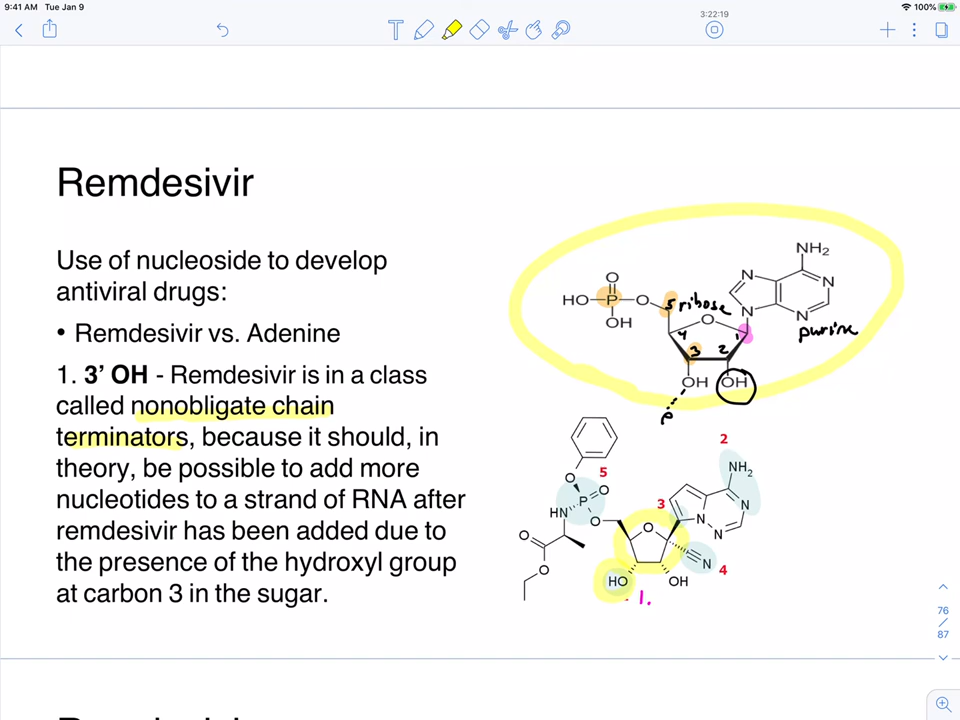 9:41 AM Tue Jan 9
100%
3:22:19
Remdesivir
Use of nucleoside to develop
antiviral drugs:
• Remdesivir vs. Adenine
1. 3’ OH - Remdesivir is in a class
called nonobligate chain
terminators, because it should, in
theory, be possible to add more
nucleotides to a strand of RNA after
remdesivir has been added due to
the presence of the hydroxyl group
at carbon 3 in the sugar.
NH2
O
N N
HO P O 5 ribose
OH O N N purine
4 1
3 2
OH OH
P
2
NH2
5
O
P O 3 N
HN O O N N
O N 4
O HO OH
1.
76
/
87